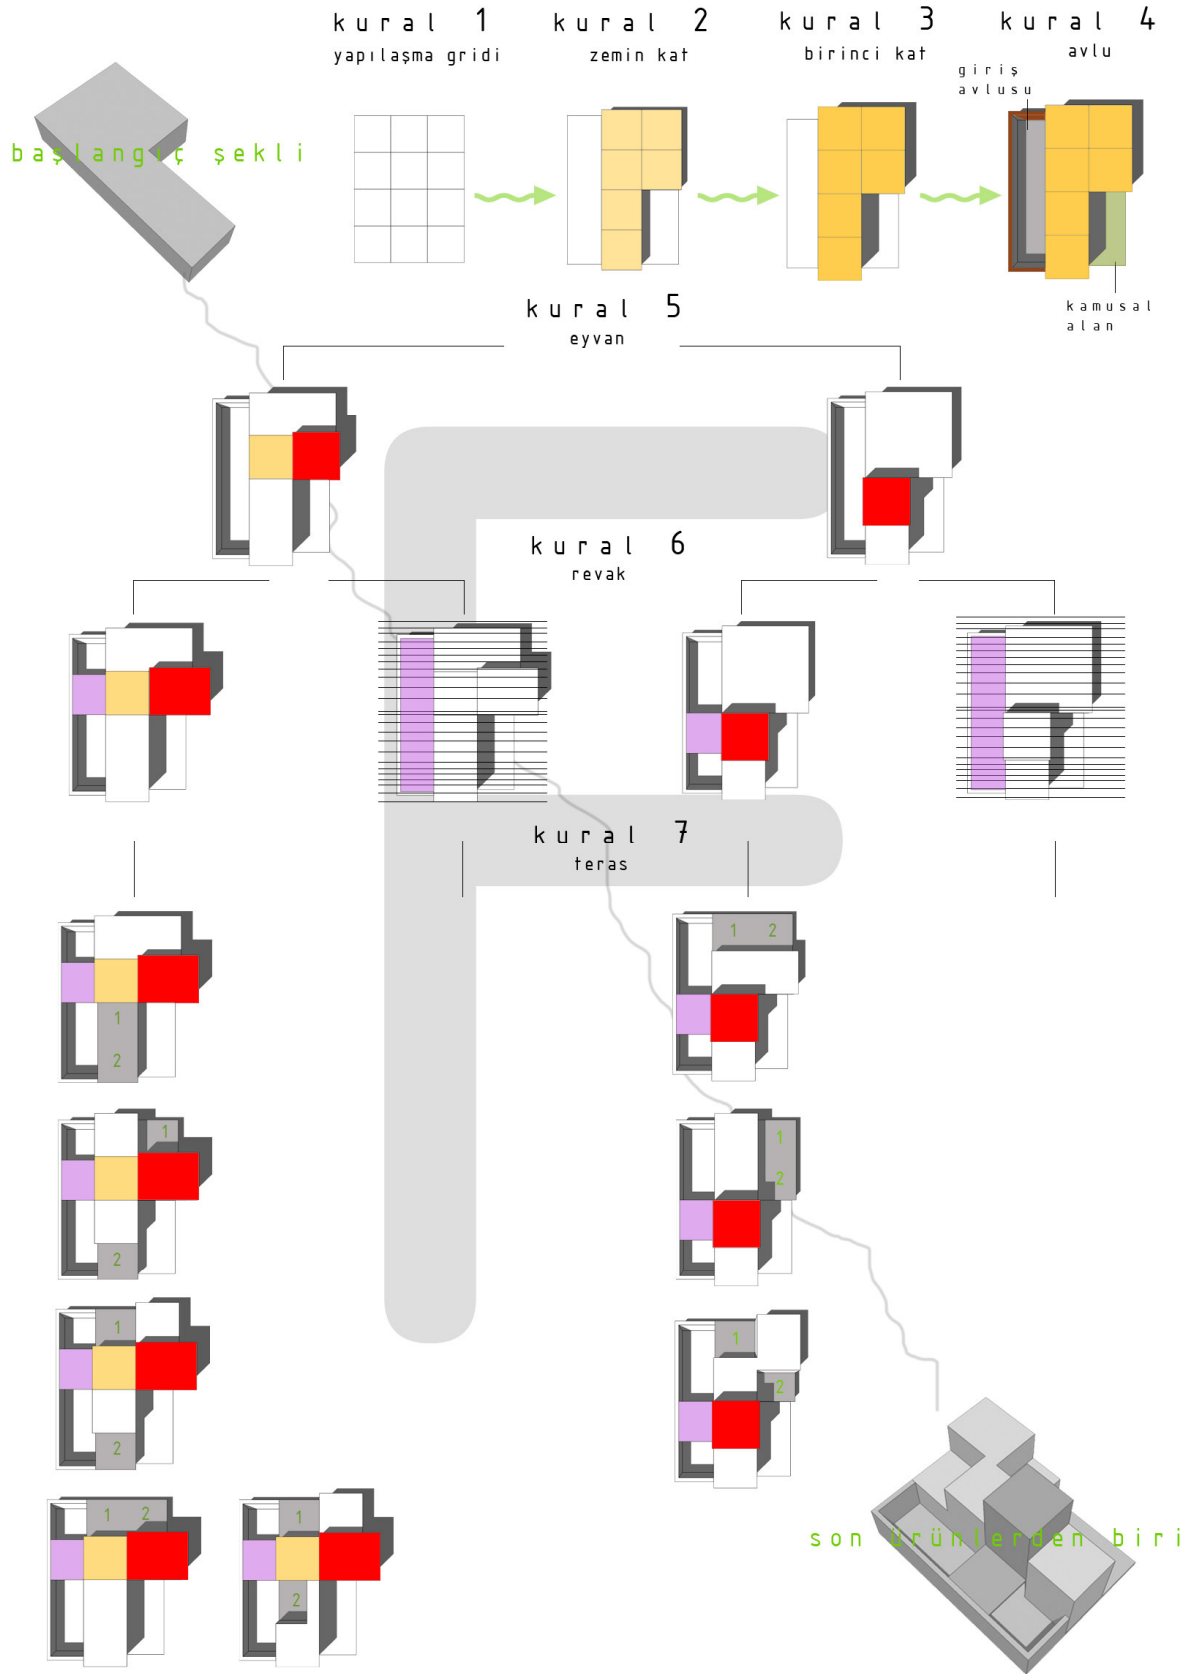 kural 1
yapılaşma gridi
kural 2
zemin kat
kural 3
birinci kat
kural 4
avlu
giriş
avlusu
başlangıç şekli
kamusal
alan
kural 5
eyvan
kural 6
revak
kural 7
teras
1
2
1 2
1
2
1
2
1
2
1
2
1 2
1
2
son ürünlerden biri